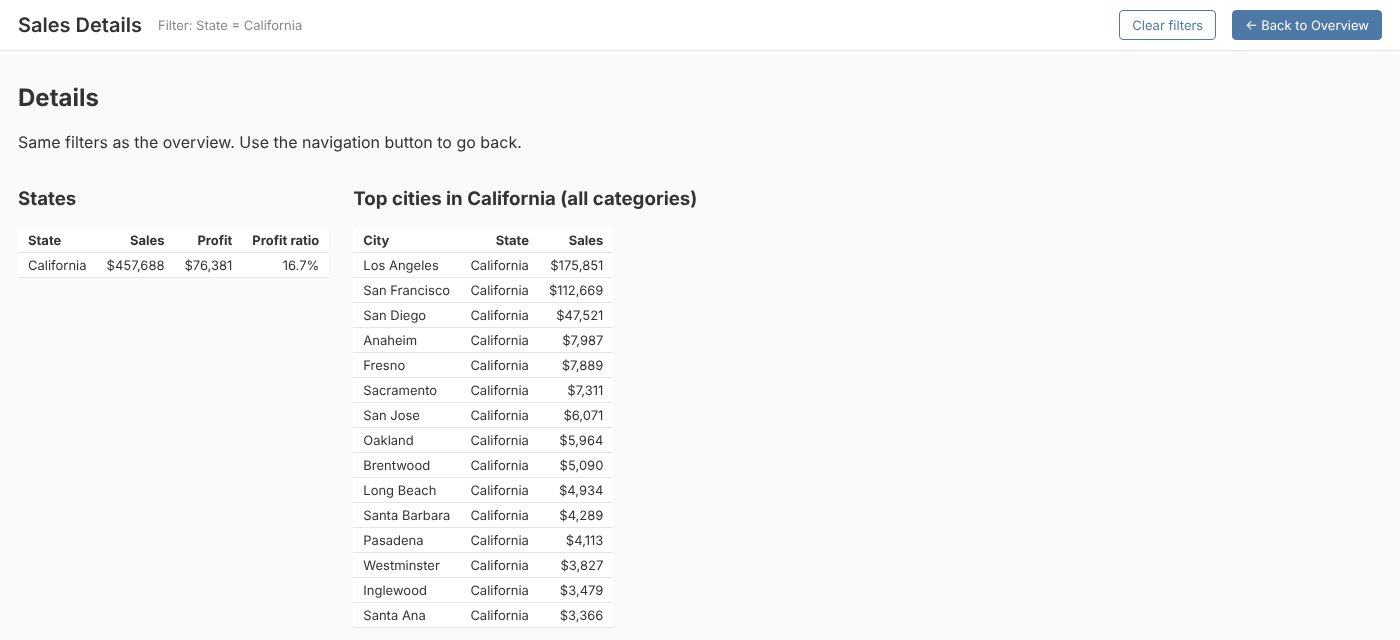 Sales Details Filter: State = California Clear filters ← Back to Overview
Details
Same filters as the overview. Use the navigation button to go back.
States
State Sales Profit Profit ratio
California $457,688 $76,381 16.7%
Top cities in California (all categories)
City State Sales
Los Angeles California $175,851
San Francisco California $112,669
San Diego California $47,521
Anaheim California $7,987
Fresno California $7,889
Sacramento California $7,311
San Jose California $6,071
Oakland California $5,964
Brentwood California $5,090
Long Beach California $4,934
Santa Barbara California $4,289
Pasadena California $4,113
Westminster California $3,827
Inglewood California $3,479
Santa Ana California $3,366